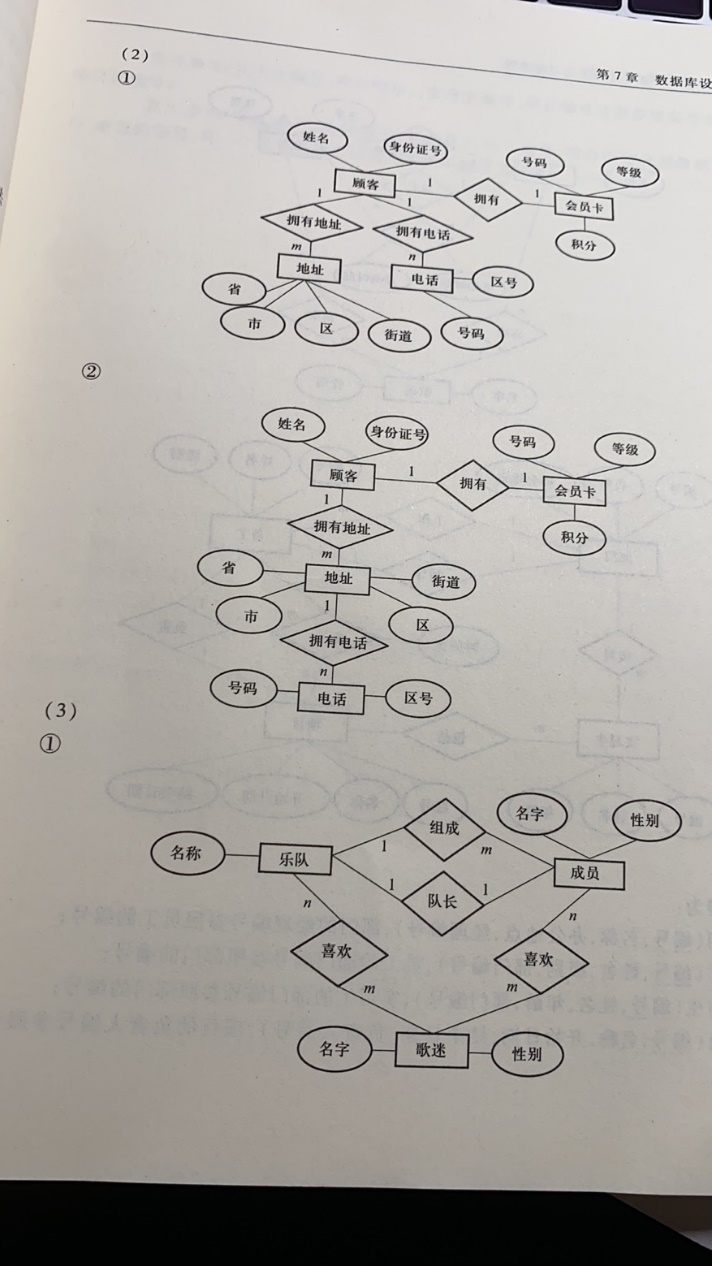 (2)
第7章 数据库设
①
姓名 身份证号 号码 等级
顾客 1 拥有 1 会员卡
1 1
拥有地址 拥有电话 积分
m n
地址 电话 区号
省
市 区 街道 号码
②
姓名 身份证号 号码 等级
顾客 1 拥有 1 会员卡
1
拥有地址 积分
m
省 地址 街道
市 1 区
拥有电话
n
号码 电话 区号
(3)
①
组成 名字 性别
1 m
名称 乐队 成员
1 队长 1
n n
喜欢 喜欢
m m
名字 歌迷 性别